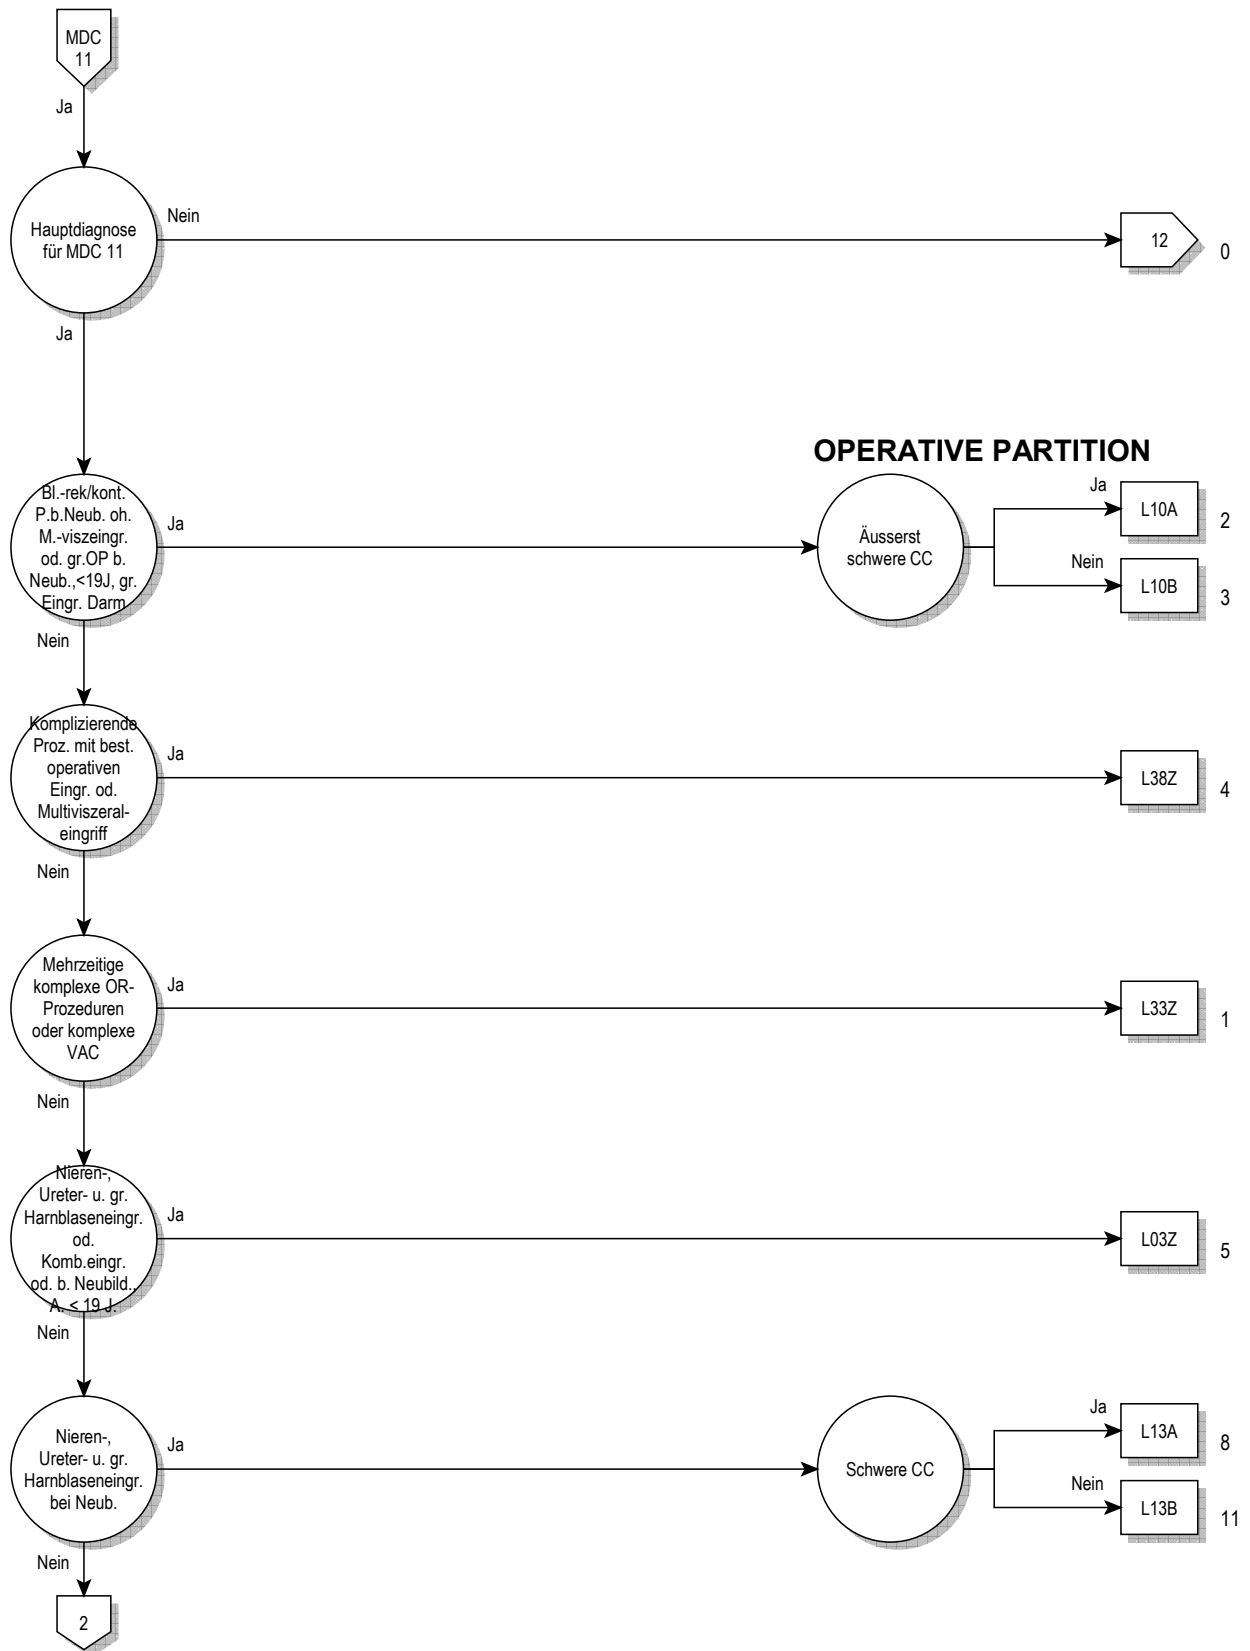 MDC
11
Ja
Hauptdiagnose
für MDC 11
Nein
12
0
Ja
OPERATIVE PARTITION
Bl.-rek/kont.
P.b.Neub. oh.
M.-viszeingr.
od. gr.OP b.
Neub.,<19J, gr.
Eingr. Darm
Ja
Äusserst
schwere CC
Ja
L10A
2
Nein
L10B
3
Nein
Komplizierende
Proz. mit best.
operativen
Eingr. od.
Multiviszeral-
eingriff
Ja
L38Z
4
Nein
Mehrzeitige
komplexe OR-
Prozeduren
oder komplexe
VAC
Ja
L33Z
1
Nein
Nieren-,
Ureter- u. gr.
Harnblaseneingr.
od.
Komb.eingr.
od. b. Neubild.,
A. < 19 J.
Ja
L03Z
5
Nein
Nieren-,
Ureter- u. gr.
Harnblaseneingr.
bei Neub.
Ja
Schwere CC
Ja
L13A
8
Nein
L13B
11
Nein
2